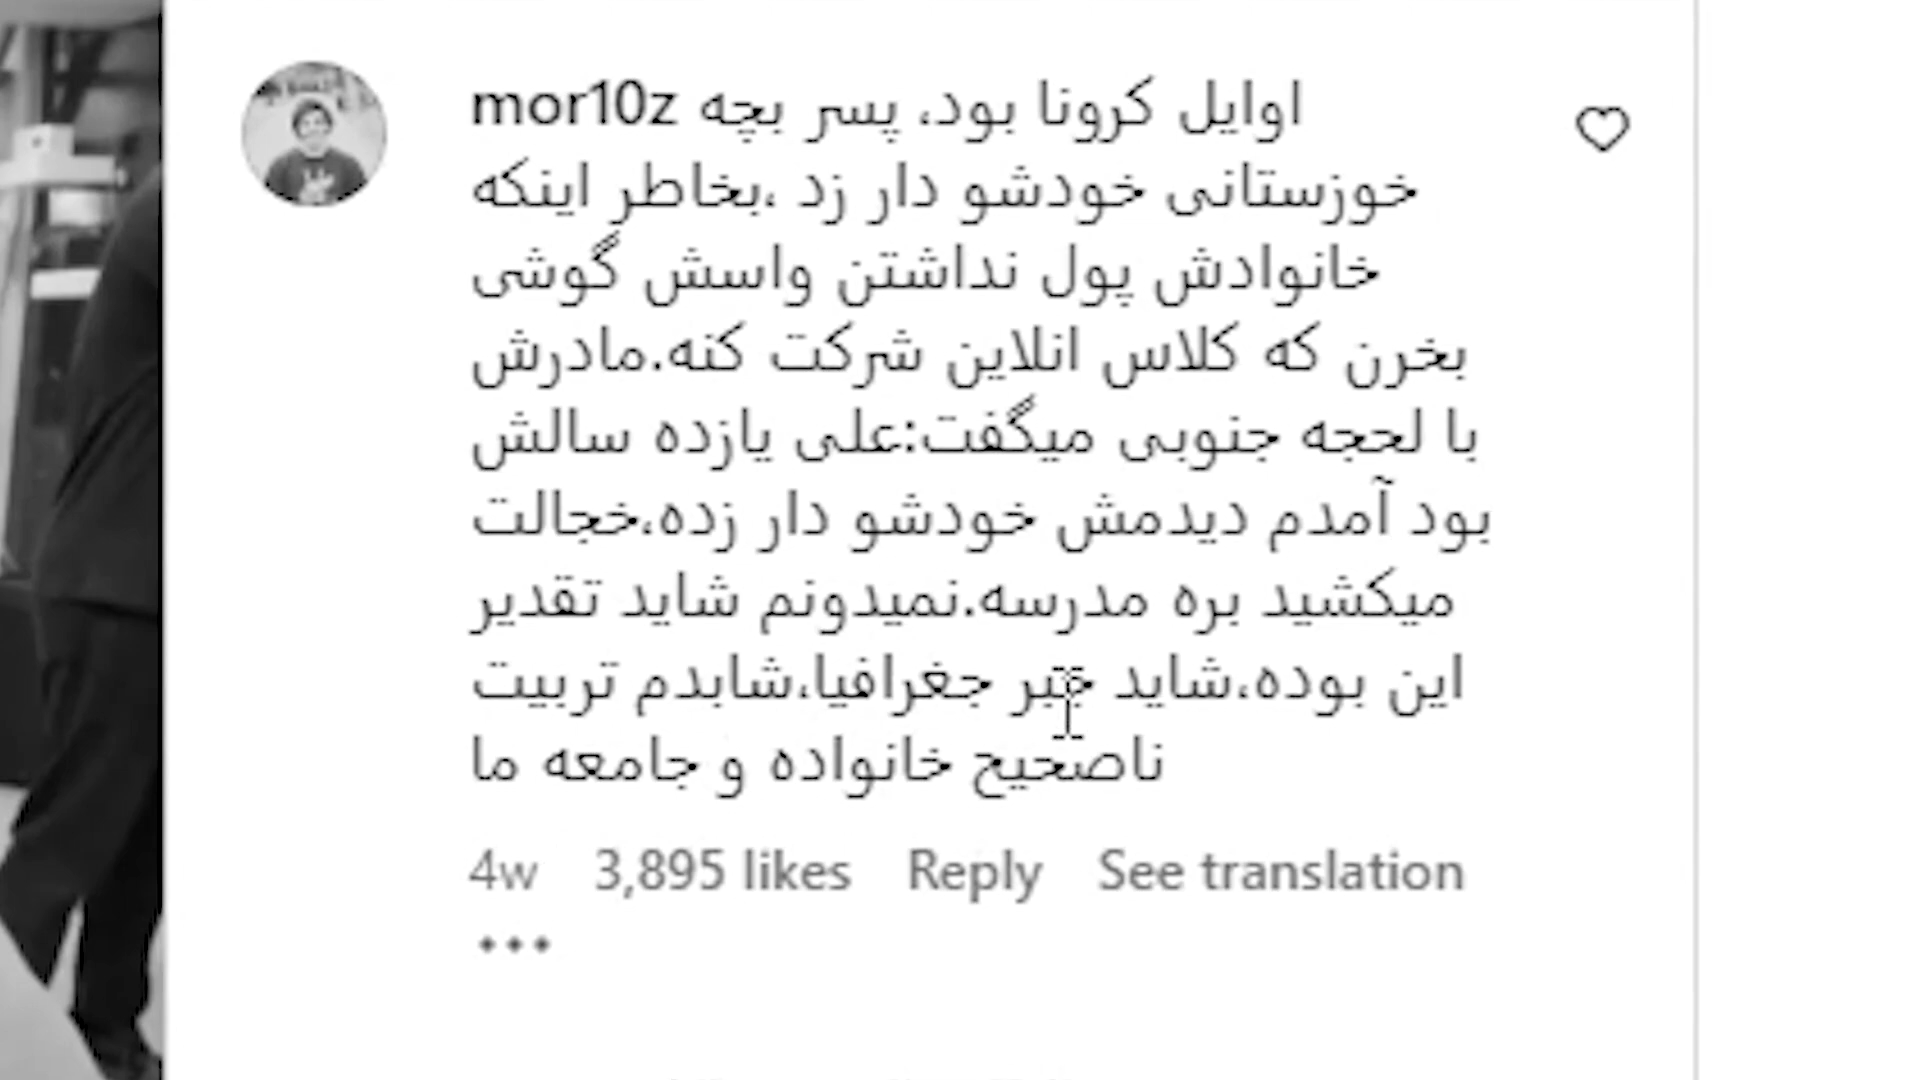 mor10z اوایل کرونا بود، پسر بچه
خوزستانی خودشو دار زد ،بخاطر اینکه
خانوادش پول نداشتن واسش گوشی
بخرن که کلاس انلاین شرکت کنه.مادرش
با لحجه جنوبی میگفت:علی یازده سالش
بود آمدم دیدمش خودشو دار زده،خجالت
میکشید بره مدرسه.نمیدونم شاید تقدیر
این بوده،شاید جبر جغرافیا،شابدم تربیت
ناصحیح خانواده و جامعه ما
4w 3,895 likes Reply See translation